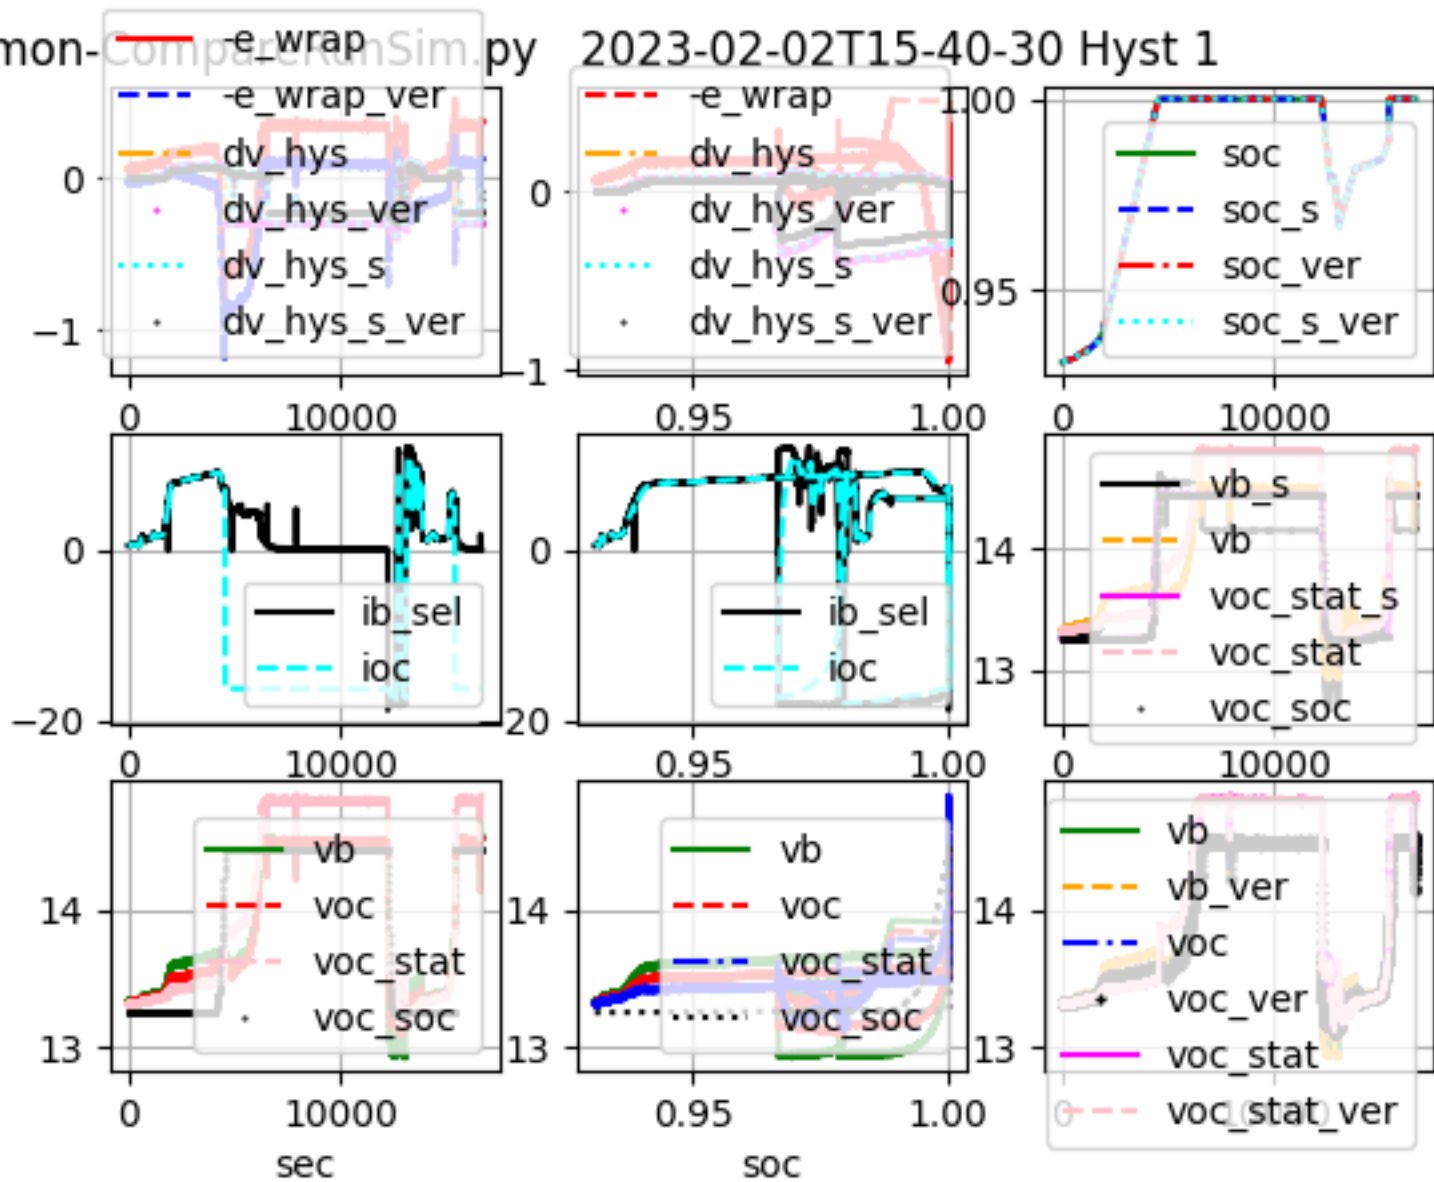 mon-CompareRunSim.py 2023-02-02T15-40-30 Hyst 1
-e_wrap
-e_wrap_ver
dv_hys
dv_hys_ver
dv_hys_s
dv_hys_s_ver
0
−1
0 10000
-e_wrap
dv_hys
dv_hys_ver
dv_hys_s
dv_hys_s_ver
0
−1
0.95 1.00
soc
soc_s
soc_ver
soc_s_ver
1.00
0.95
0 10000
ib_sel
ioc
0
−20
0 10000
ib_sel
ioc
0
−20
0.95 1.00
vb_s
vb
voc_stat_s
voc_stat
voc_soc
14
13
0 10000
vb
voc
voc_stat
voc_soc
14
13
0 10000
sec
vb
voc
voc_stat
voc_soc
14
13
0.95 1.00
soc
vb
vb_ver
voc
voc_ver
voc_stat
voc_stat_ver
14
13
0 10000